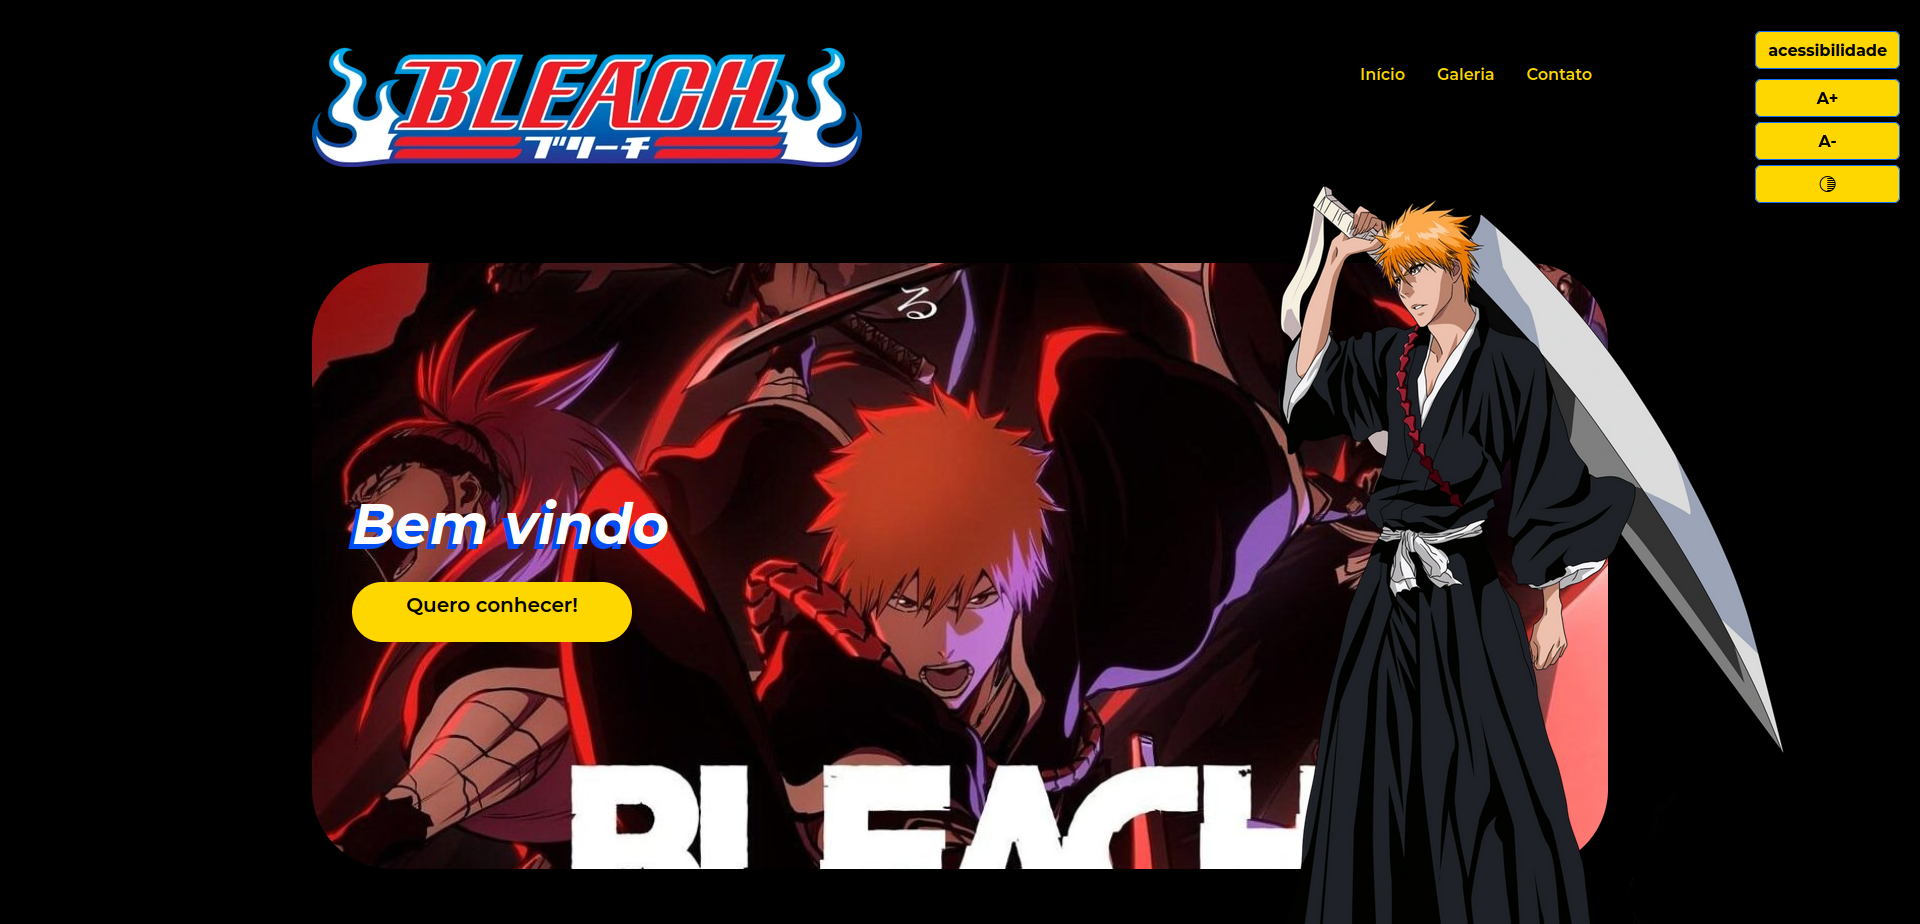 BLEACH
ブリーチ
Início Galeria Contato
acessibilidade
A+
A-
る
Bem vindo
Quero conhecer!
BLEACH